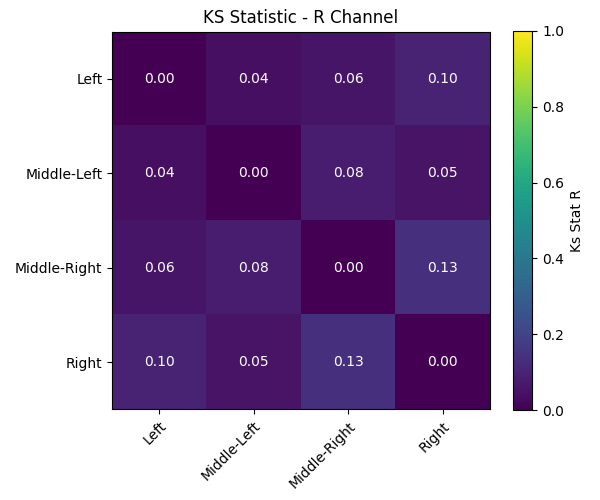 KS Statistic - R Channel
Left 0.00 0.04 0.06 0.10
Middle-Left 0.04 0.00 0.08 0.05
Middle-Right 0.06 0.08 0.00 0.13
Right 0.10 0.05 0.13 0.00
Left Middle-Left Middle-Right Right
1.0
0.8
0.6
0.4
0.2
0.0
Ks Stat R